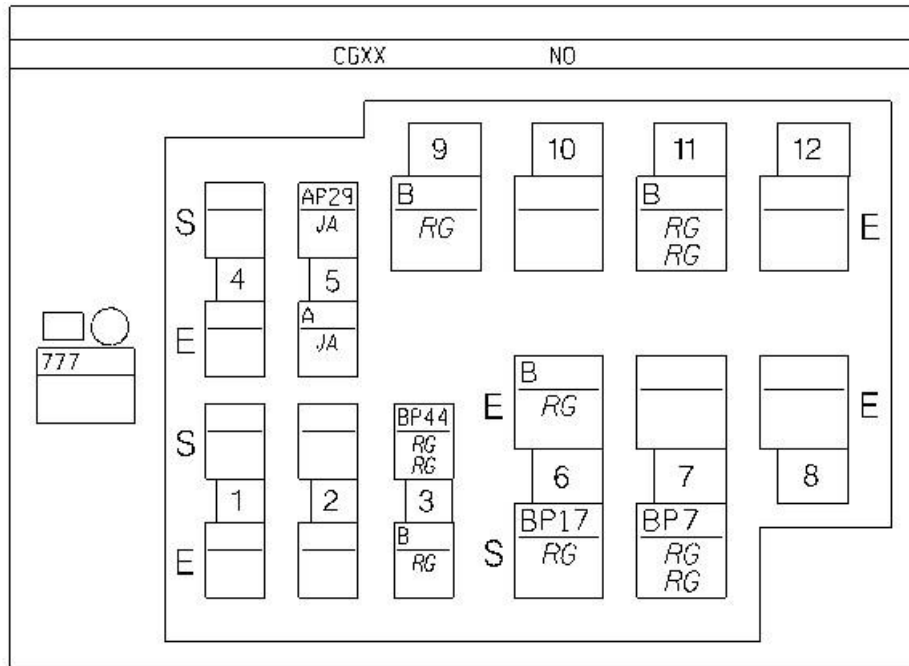 CGXX NO
9 10 11 12
B B
RG RG
RG
AP29
JA
S E
4 5
A
JA
E
777
B
RG
E E
BP44
RG
RG
S
1 2 3 6 7 8
B
RG
BP17 BP7
RG RG
RG
E S